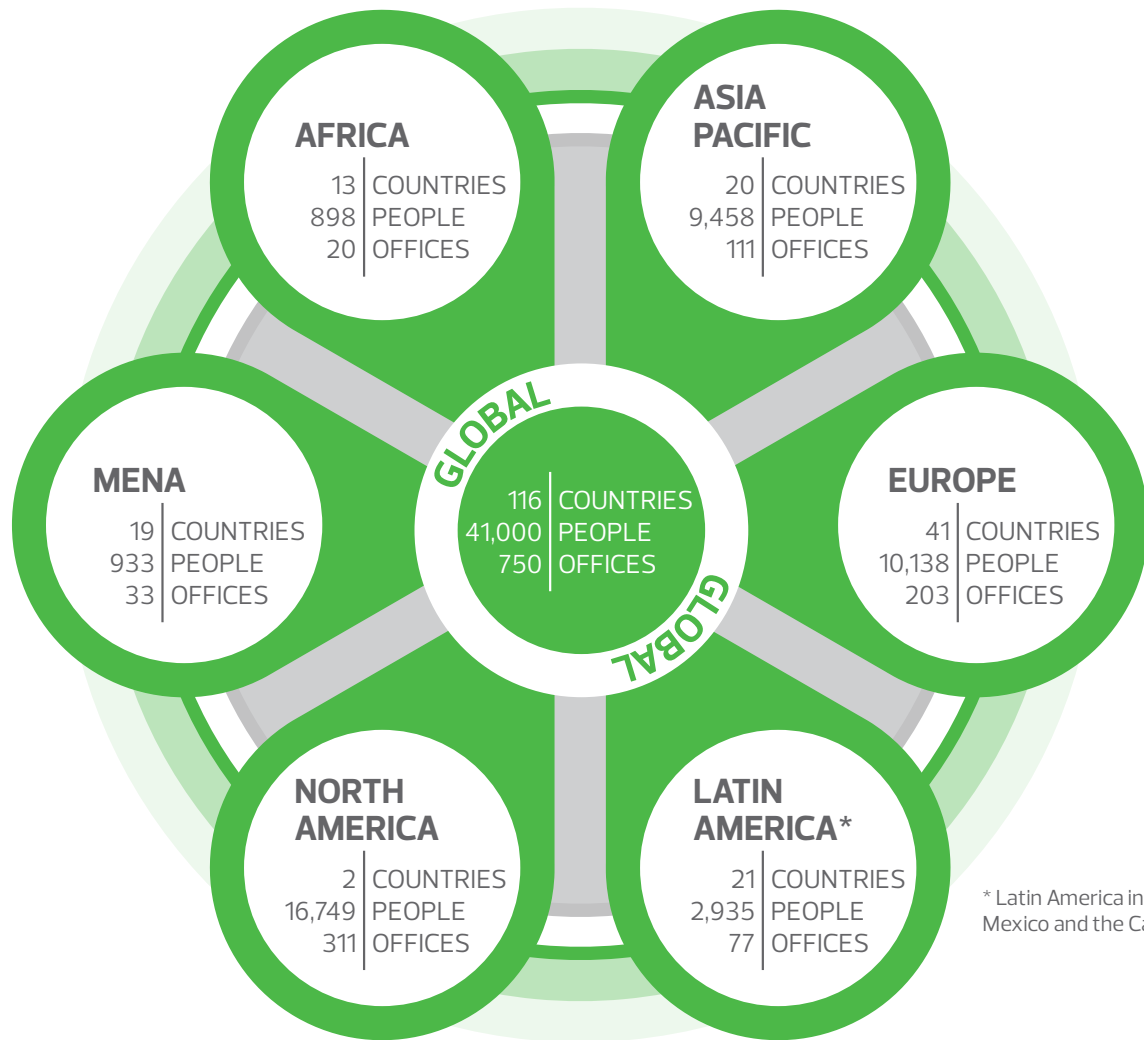 AFRICA
13 COUNTRIES
898 PEOPLE
20 OFFICES
ASIA
PACIFIC
20 COUNTRIES
9,458 PEOPLE
111 OFFICES
MENA
19 COUNTRIES
933 PEOPLE
33 OFFICES
GLOBAL
116 COUNTRIES
41,000 PEOPLE
750 OFFICES
GLOBAL
EUROPE
41 COUNTRIES
10,138 PEOPLE
203 OFFICES
NORTH
AMERICA
2 COUNTRIES
16,749 PEOPLE
311 OFFICES
LATIN
AMERICA*
21 COUNTRIES
2,935 PEOPLE
77 OFFICES
* Latin America in
Mexico and the Ca